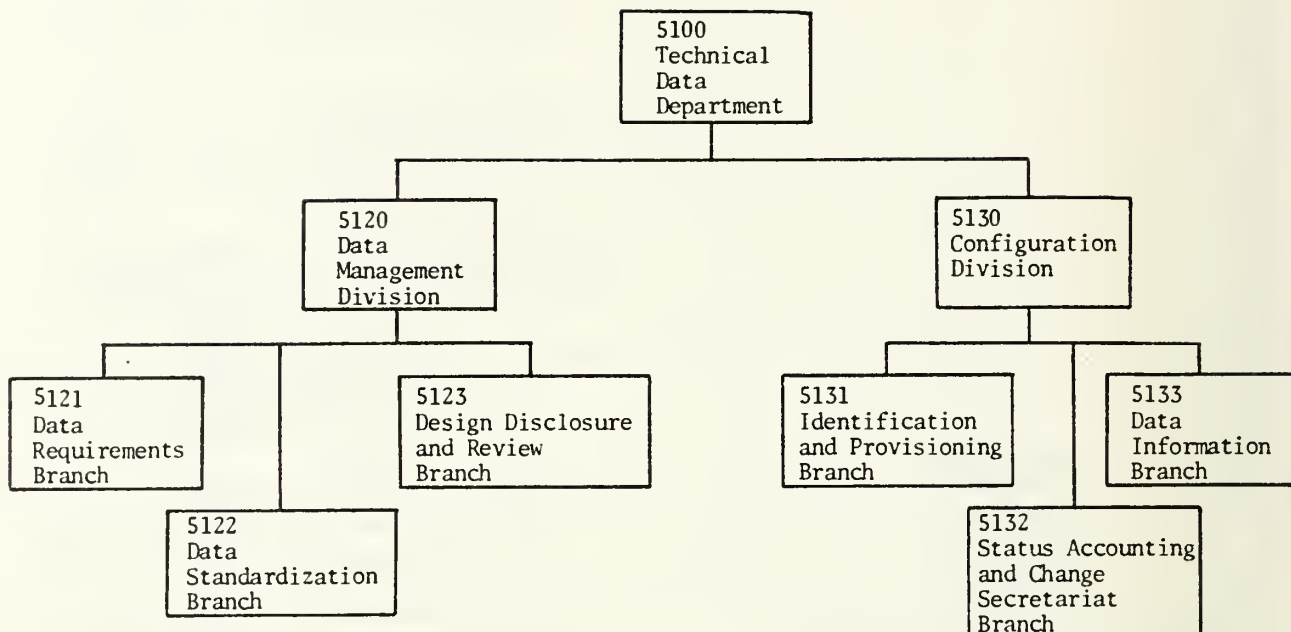 5100
Technical
Data
Department
5120
Data
Management
Division
5130
Configuration
Division
5121
Data
Requirements
Branch
5122
Data
Standardization
Branch
5123
Design Disclosure
and Review
Branch
5131
Identification
and Provisioning
Branch
5132
Status Accounting
and Change
Secretariat
Branch
5133
Data
Information
Branch